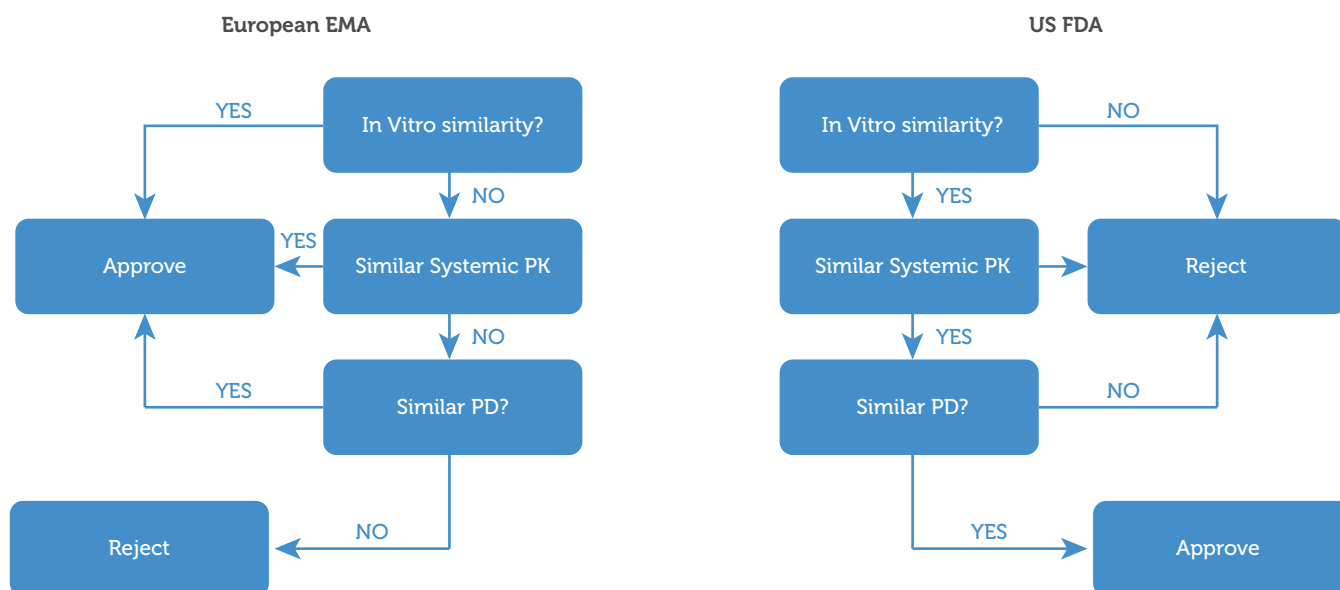 European EMA
YES
In Vitro similarity?
NO
Approve
YES
Similar Systemic PK
NO
YES
Similar PD?
NO
Reject
US FDA
In Vitro similarity?
NO
YES
Similar Systemic PK
Reject
YES
Similar PD?
NO
YES
Approve